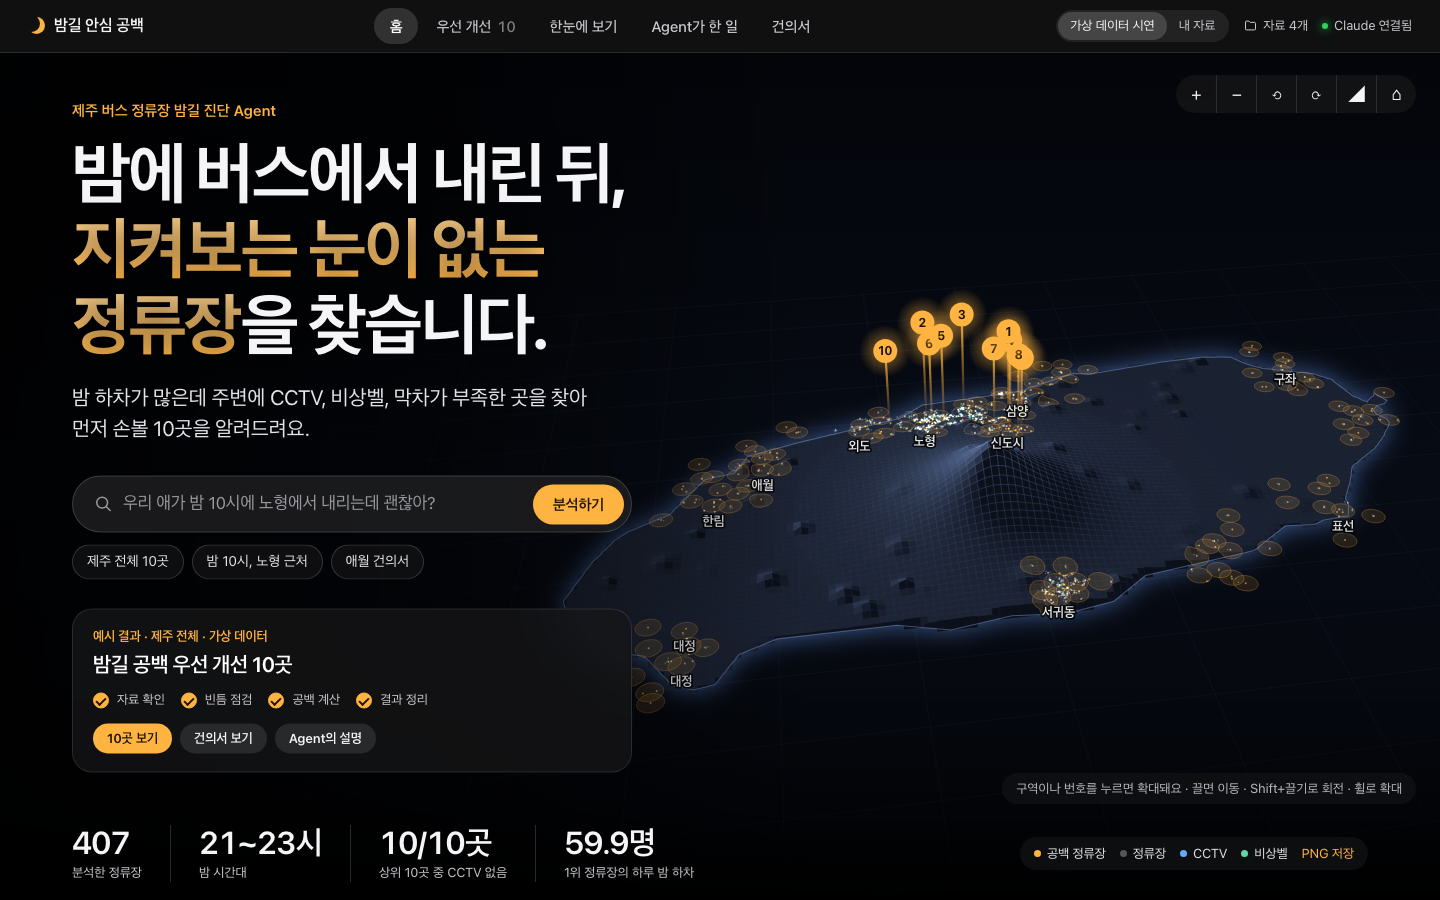 밤길 안심 공백
홈
우선 개선 10
한눈에 보기
Agent가 한 일
건의서
가상 데이터 시연
내 자료
자료 4개
Claude 연결됨
제주 버스 정류장 밤길 진단 Agent
밤에 버스에서 내린 뒤,
지켜보는 눈이 없는
정류장을 찾습니다.
밤 하차가 많은데 주변에 CCTV, 비상벨, 막차가 부족한 곳을 찾아
먼저 손볼 10곳을 알려드려요.
우리 애가 밤 10시에 노형에서 내리는데 괜찮아?
분석하기
제주 전체 10곳
밤 10시, 노형 근처
애월 건의서
예시 결과 · 제주 전체 · 가상 데이터
밤길 공백 우선 개선 10곳
자료 확인
빈틈 점검
공백 계산
결과 정리
10곳 보기
건의서 보기
Agent의 설명
407
분석한 정류장
21~23시
밤 시간대
10/10곳
상위 10곳 중 CCTV 없음
59.9명
1위 정류장의 하루 밤 하차
+
−
3
2
1
5
6
7
8
10
구좌
삼양
외도
노형
신도시
애월
한림
표선
서귀동
대정
대정
구역이나 번호를 누르면 확대돼요 · 끌면 이동 · Shift+끌기로 회전 · 휠로 확대
공백 정류장
정류장
CCTV
비상벨
PNG 저장